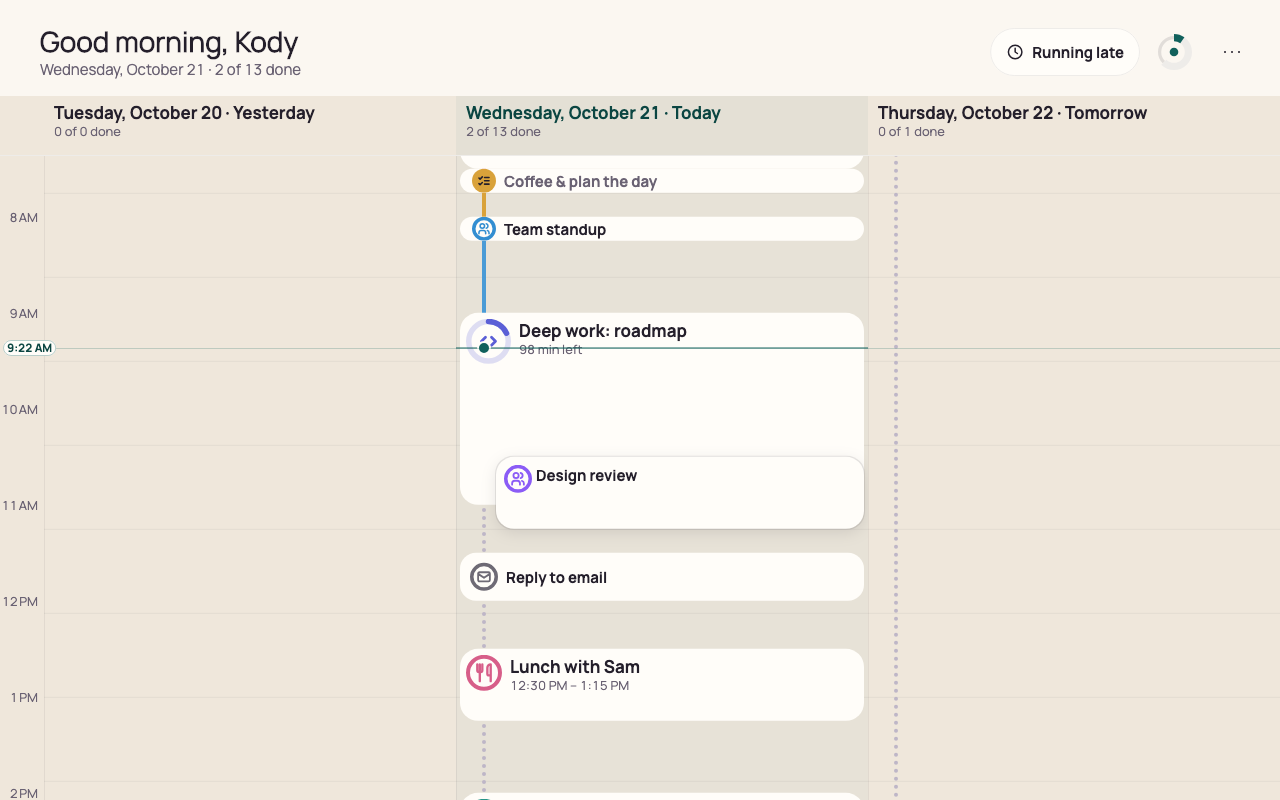 Good morning, Kody
Wednesday, October 21 · 2 of 13 done
Running late
Tuesday, October 20 · Yesterday
0 of 0 done
Wednesday, October 21 · Today
2 of 13 done
Thursday, October 22 · Tomorrow
0 of 1 done
Coffee & plan the day
8 AM
Team standup
9 AM
Deep work: roadmap
9:22 AM
98 min left
10 AM
Design review
11 AM
Reply to email
12 PM
Lunch with Sam
12:30 PM – 1:15 PM
1 PM
2 PM